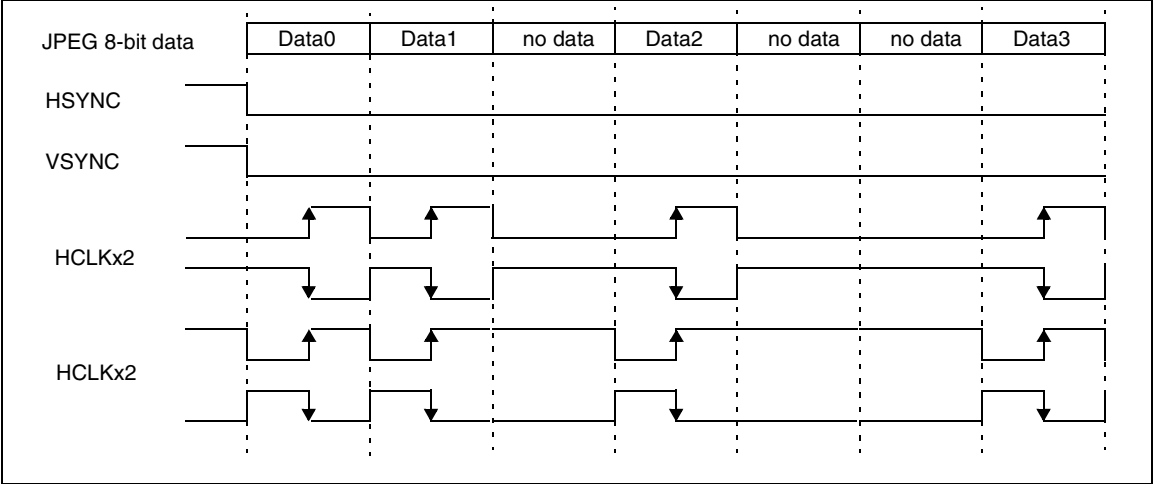 JPEG 8-bit data Data0 Data1 no data Data2 no data no data Data3
HSYNC
VSYNC
HCLKx2
HCLKx2